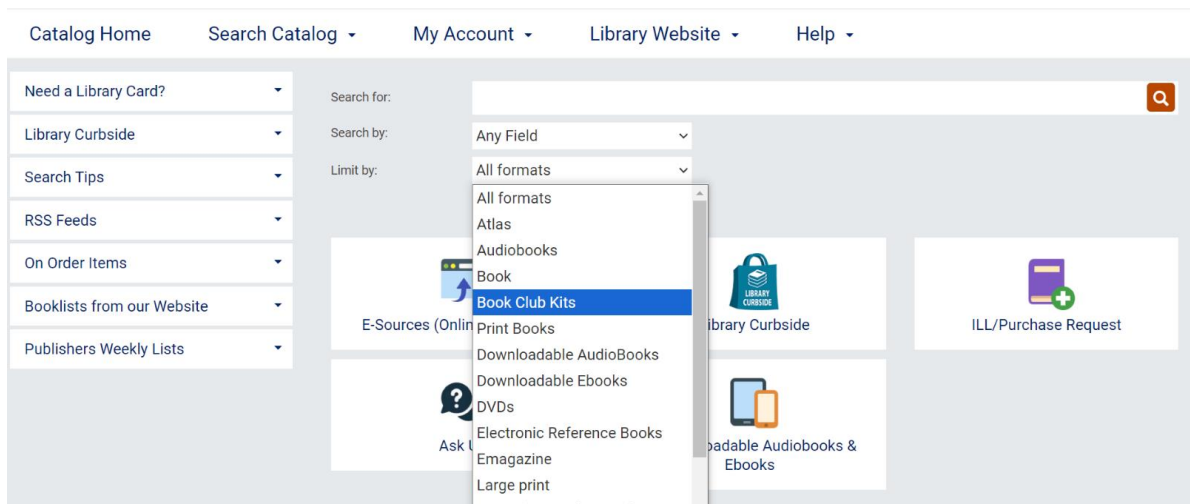 Catalog Home Search Catalog My Account Library Website Help
Need a Library Card?
Library Curbside
Search Tips
RSS Feeds
On Order Items
Booklists from our Website
Publishers Weekly Lists
Search for:
Search by: Any Field
Limit by: All formats
All formats
Atlas
Audiobooks
Book
Book Club Kits
Print Books
Downloadable AudioBooks
Downloadable Ebooks
DVDs
Electronic Reference Books
Emagazine
Large print
E-Sources
LIBRARY
CURBSIDE
Curbside
ILL/Purchase Request
Ask
Audiobooks &
Ebooks